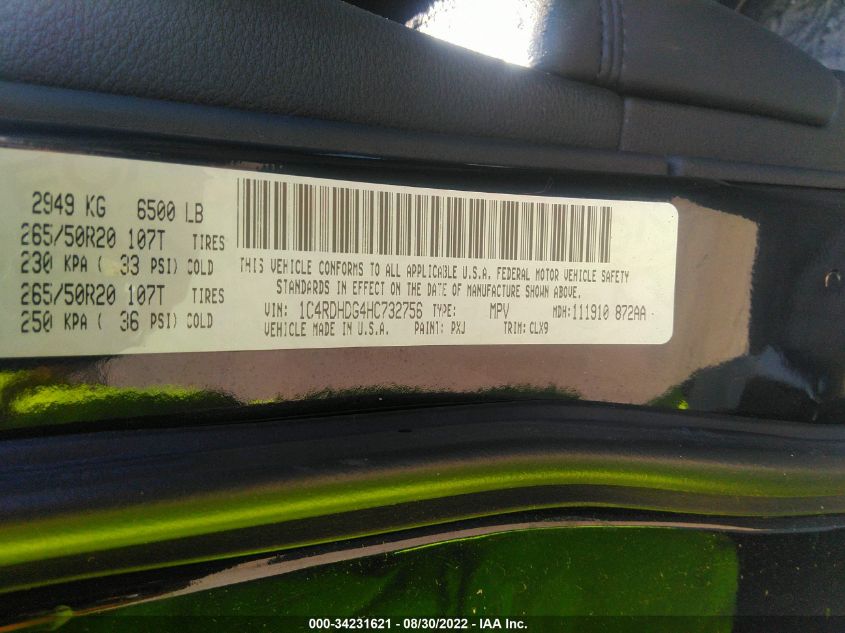 2949 KG 6500 LB
265/50R20 107T TIRES
230 KPA ( 33 PSI) COLD
265/50R20 107T TIRES
250 KPA ( 36 PSI) COLD
THIS VEHICLE CONFORMS TO ALL APPLICABLE U.S.A. FEDERAL MOTOR VEHICLE SAFETY
STANDARDS IN EFFECT ON THE DATE OF MANUFACTURE SHOWN ABOVE.
VIN: 1C4RDHDG4HC732756 TYPE: MPV MDH: 111910 872AA
VEHICLE MADE IN U.S.A. PAINT: PXJ TRIM: CLX9
000-34231621 - 08/30/2022 - IAA Inc.